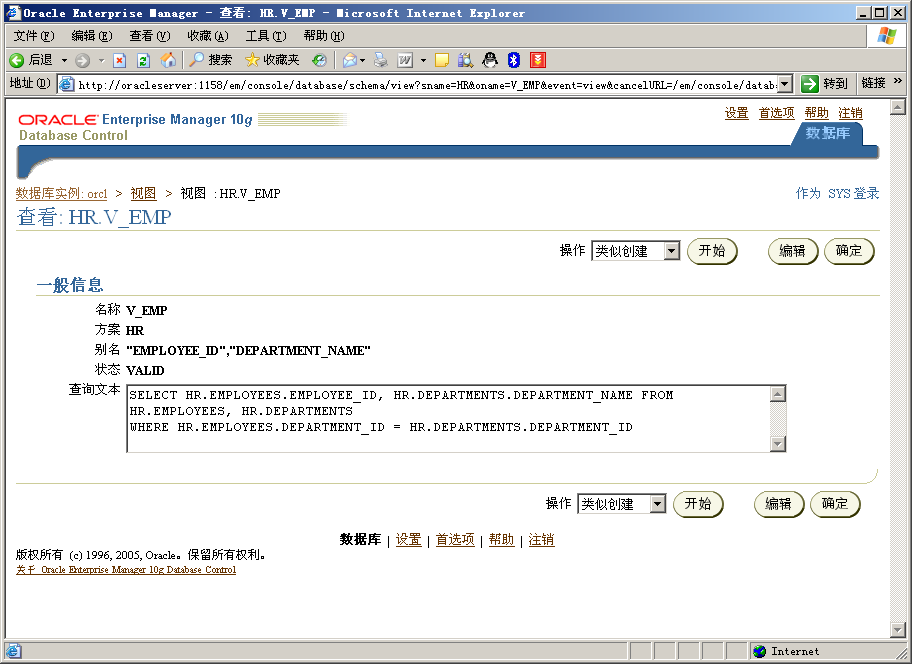 Oracle Enterprise Manager - 查看: HR.V_EMP - Microsoft Internet Explorer
文件(F) 编辑(E) 查看(V) 收藏(A) 工具(T) 帮助(H)
后退 搜索 收藏夹
地址(D) http://oracleserver:1158/em/console/database/schema/view?sname=HR&oname=V_EMP&event=view&cancelURL=/em/console/datab 转到 链接 »
ORACLE Enterprise Manager 10g
Database Control
设置 首选项 帮助 注销
数据库
数据库实例: orcl > 视图 > 视图 : HR.V_EMP 作为 SYS 登录
查看: HR.V_EMP
操作 类似创建 开始 编辑 确定
一般信息
名称 V_EMP
方案 HR
别名 "EMPLOYEE_ID","DEPARTMENT_NAME"
状态 VALID
查询文本 SELECT HR.EMPLOYEES.EMPLOYEE_ID, HR.DEPARTMENTS.DEPARTMENT_NAME FROM
HR.EMPLOYEES, HR.DEPARTMENTS
WHERE HR.EMPLOYEES.DEPARTMENT_ID = HR.DEPARTMENTS.DEPARTMENT_ID
操作 类似创建 开始 编辑 确定
数据库 | 设置 | 首选项 | 帮助 | 注销
版权所有 (c) 1996, 2005, Oracle。保留所有权利。
关于 Oracle Enterprise Manager 10g Database Control
Internet